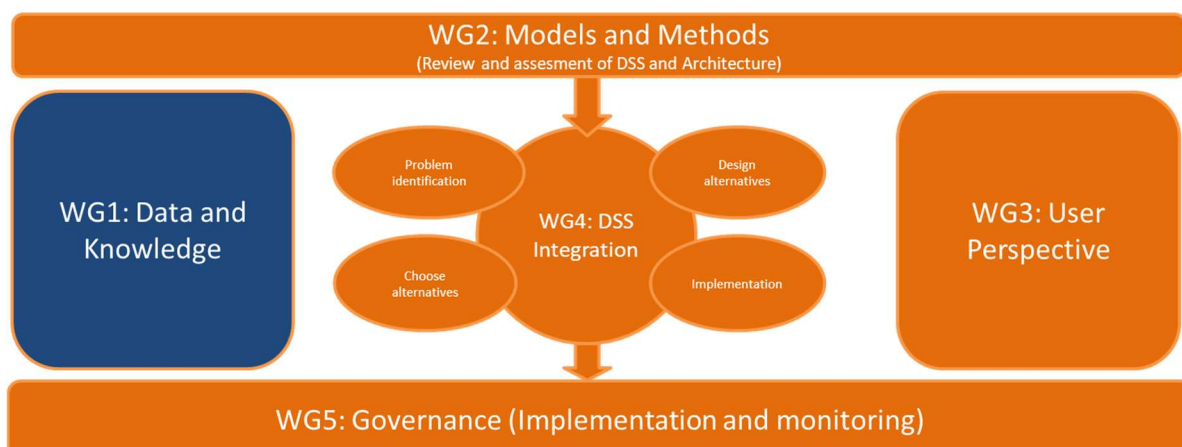 WG2: Models and Methods
(Review and assesment of DSS and Architecture)
WG1: Data and
Knowledge
Problem
identification
Design
alternatives
WG4: DSS
Integration
Choose
alternatives
Implementation
WG3: User
Perspective
WG5: Governance (Implementation and monitoring)